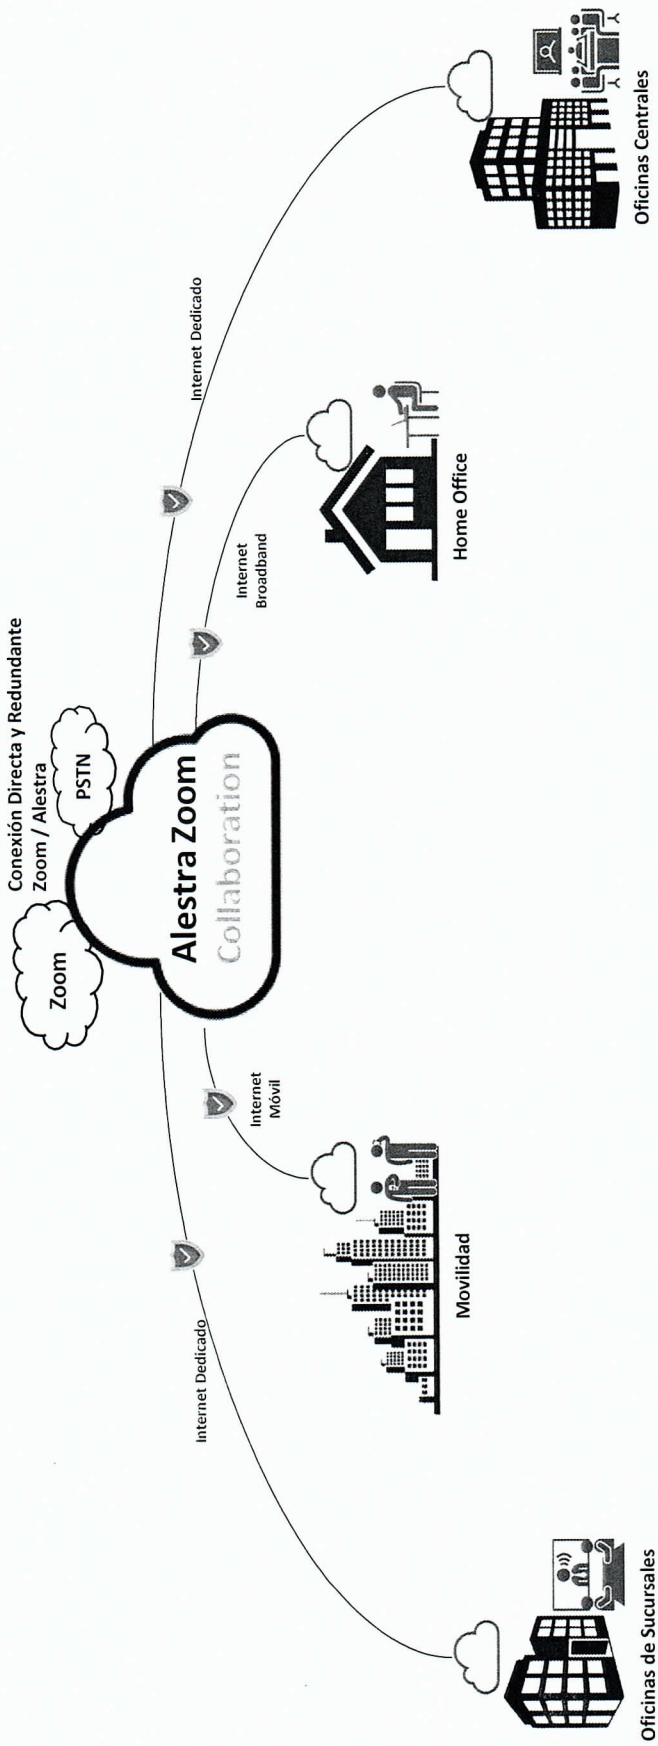 Conexión Directa y Redundante
Zoom / Alestra
Zoom
PSTN
Alestra Zoom
Collaboration
Internet Dedicado
Internet
Móvil
Internet
Broadband
Internet Dedicado
Oficinas de Sucursales
Movilidad
Home Office
Oficinas Centrales